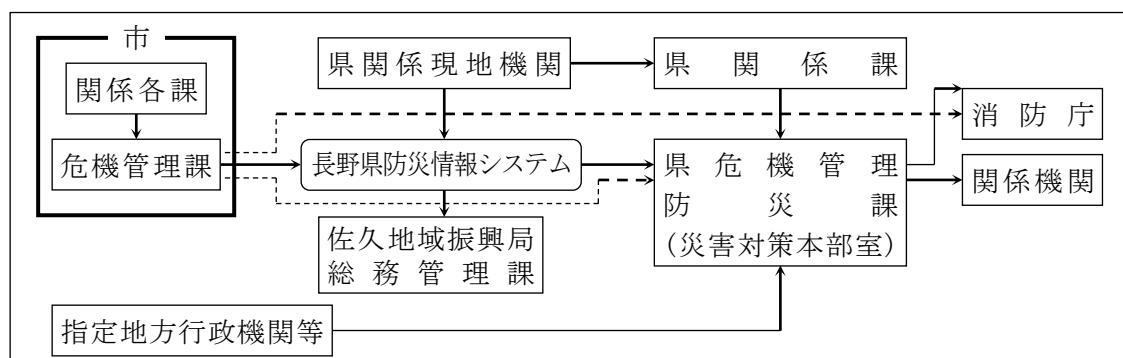 市
県関係現地機関
県関係課
関係各課
消防庁
危機管理課
長野県防災情報システム
県危機管理
防災課
(災害対策本部室)
関係機関
佐久地域振興局
総務管理課
指定地方行政機関等